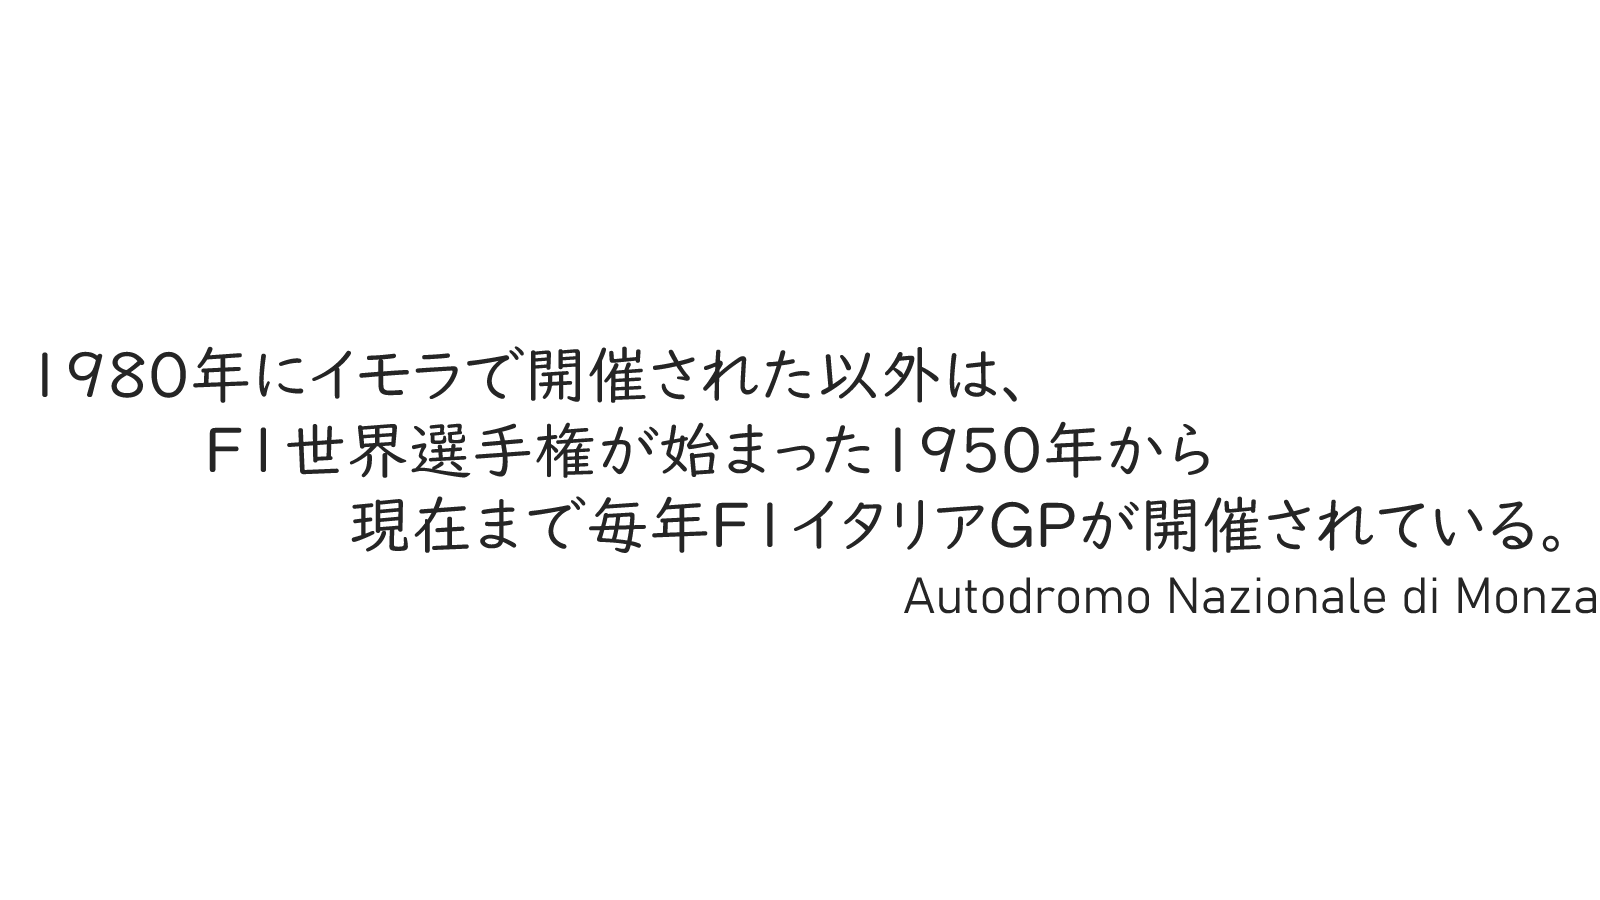 1980年にイモラで開催された以外は、
F1世界選手権が始まった1950年から
現在まで毎年F1イタリアGPが開催されている。
Autodromo Nazionale di Monza